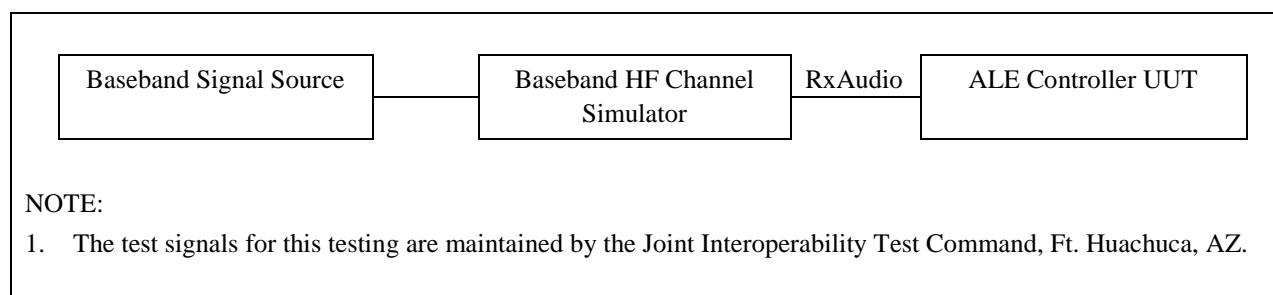 Baseband Signal Source
Baseband HF Channel
Simulator
RxAudio
ALE Controller UUT
NOTE:
1. The test signals for this testing are maintained by the Joint Interoperability Test Command, Ft. Huachuca, AZ.